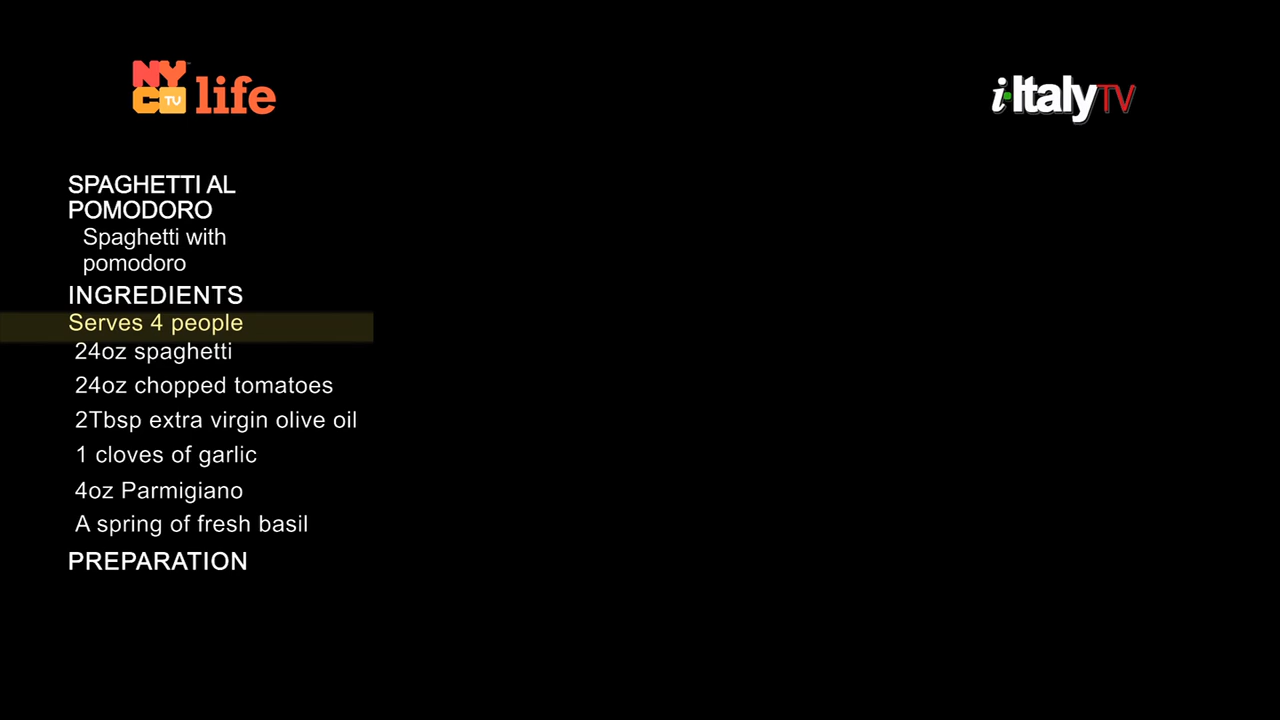 NYC TV life
i-ItalyTV
SPAGHETTI AL
POMODORO
Spaghetti with
pomodoro
INGREDIENTS
Serves 4 people
24oz spaghetti
24oz chopped tomatoes
2Tbsp extra virgin olive oil
1 cloves of garlic
4oz Parmigiano
A spring of fresh basil
PREPARATION